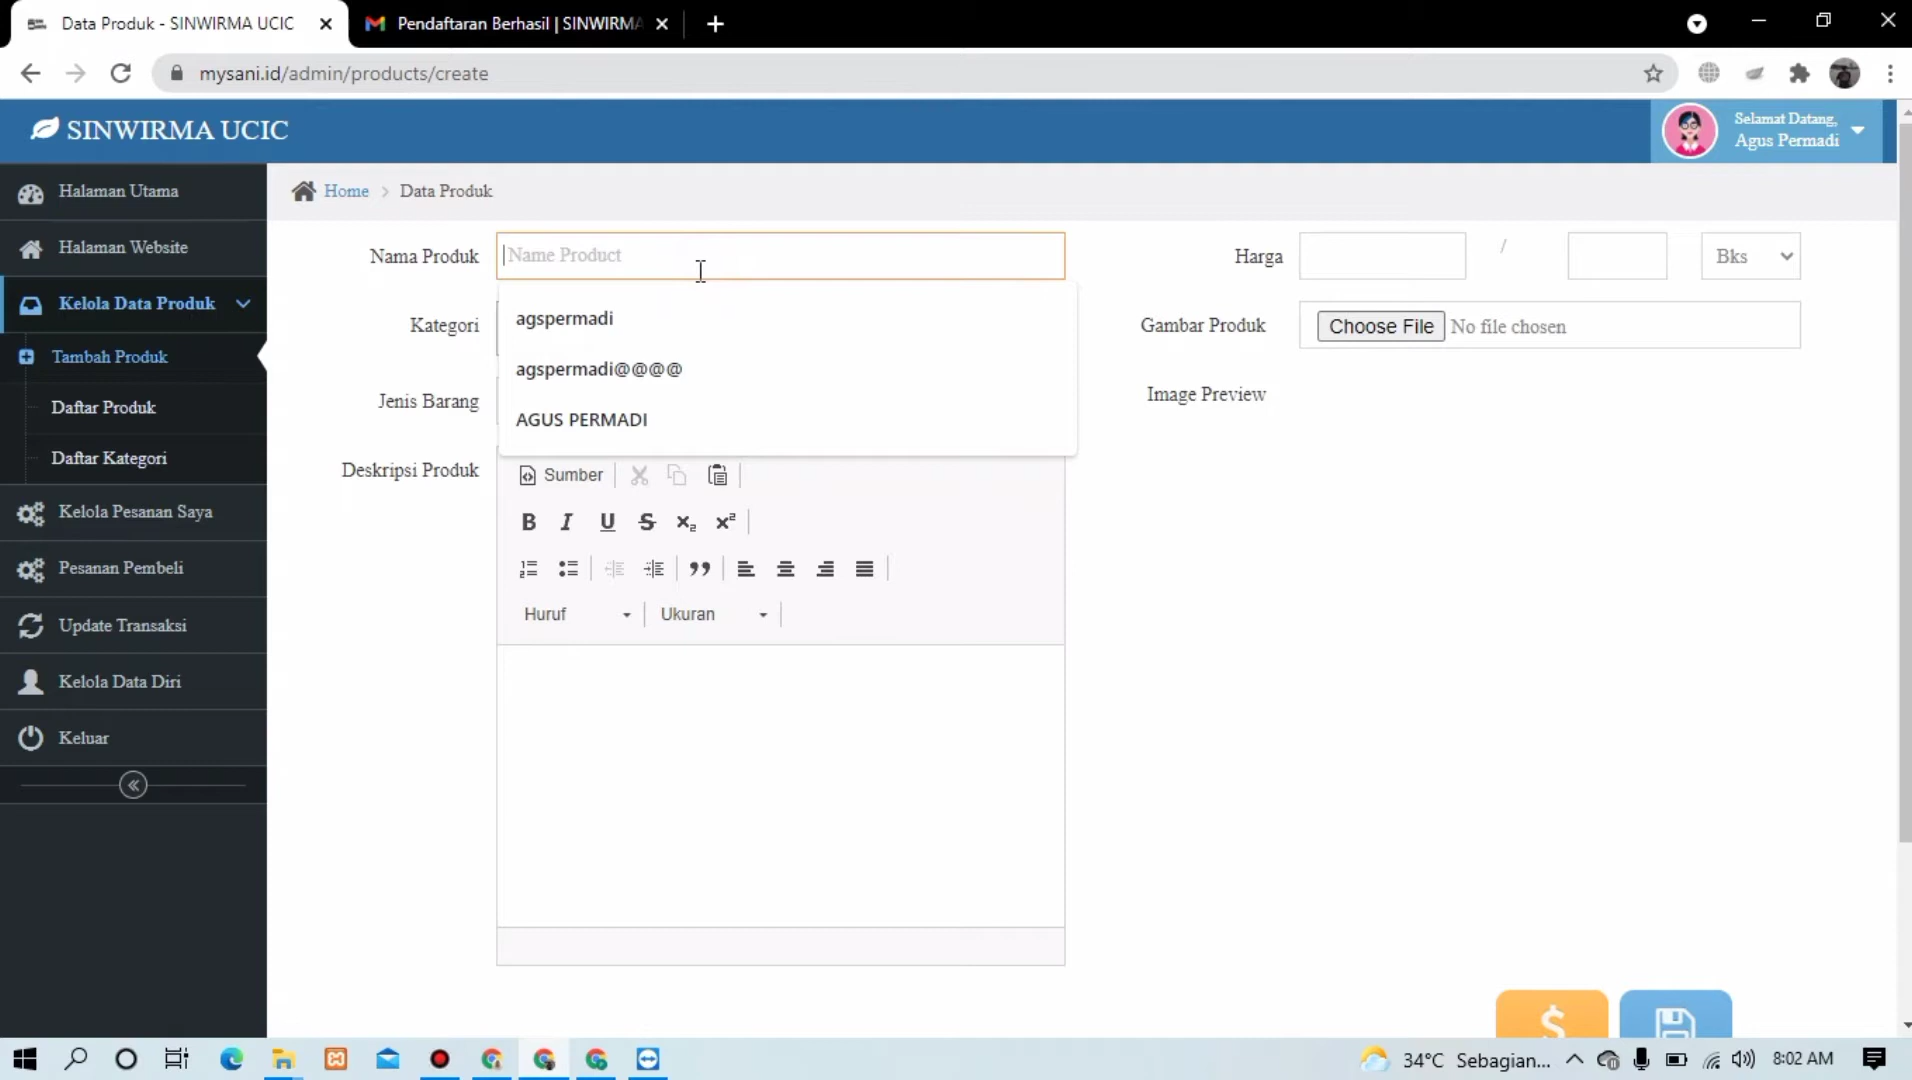 Data Produk - SINWIRMA UCIC
Pendaftaran Berhasil | SINWIRMA
mysani.id/admin/products/create
SINWIRMA UCIC
Selamat Datang,
Agus Permadi
Halaman Utama
Halaman Website
Kelola Data Produk
Tambah Produk
Daftar Produk
Daftar Kategori
Kelola Pesanan Saya
Pesanan Pembeli
Update Transaksi
Kelola Data Diri
Keluar
Home > Data Produk
Nama Produk
Name Product
Harga
/
Bks
agspermadi
agspermadi@@@@
AGUS PERMADI
Kategori
Gambar Produk
Choose File No file chosen
Jenis Barang
Image Preview
Deskripsi Produk
Sumber
Huruf
Ukuran
34°C Sebagian...
8:02 AM